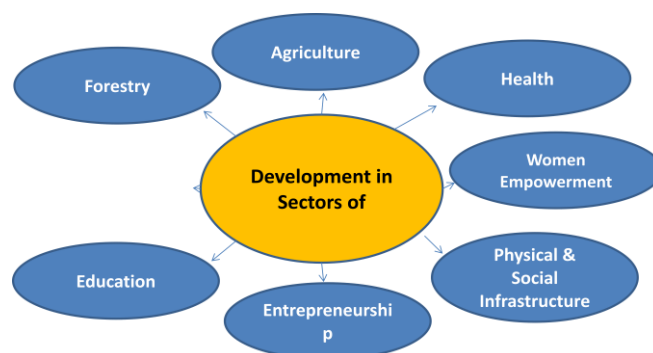 Agriculture
Forestry
Health
Development in
Sectors of
Women
Empowerment
Education
Physical &
Social
Infrastructure
Entrepreneurshi
p